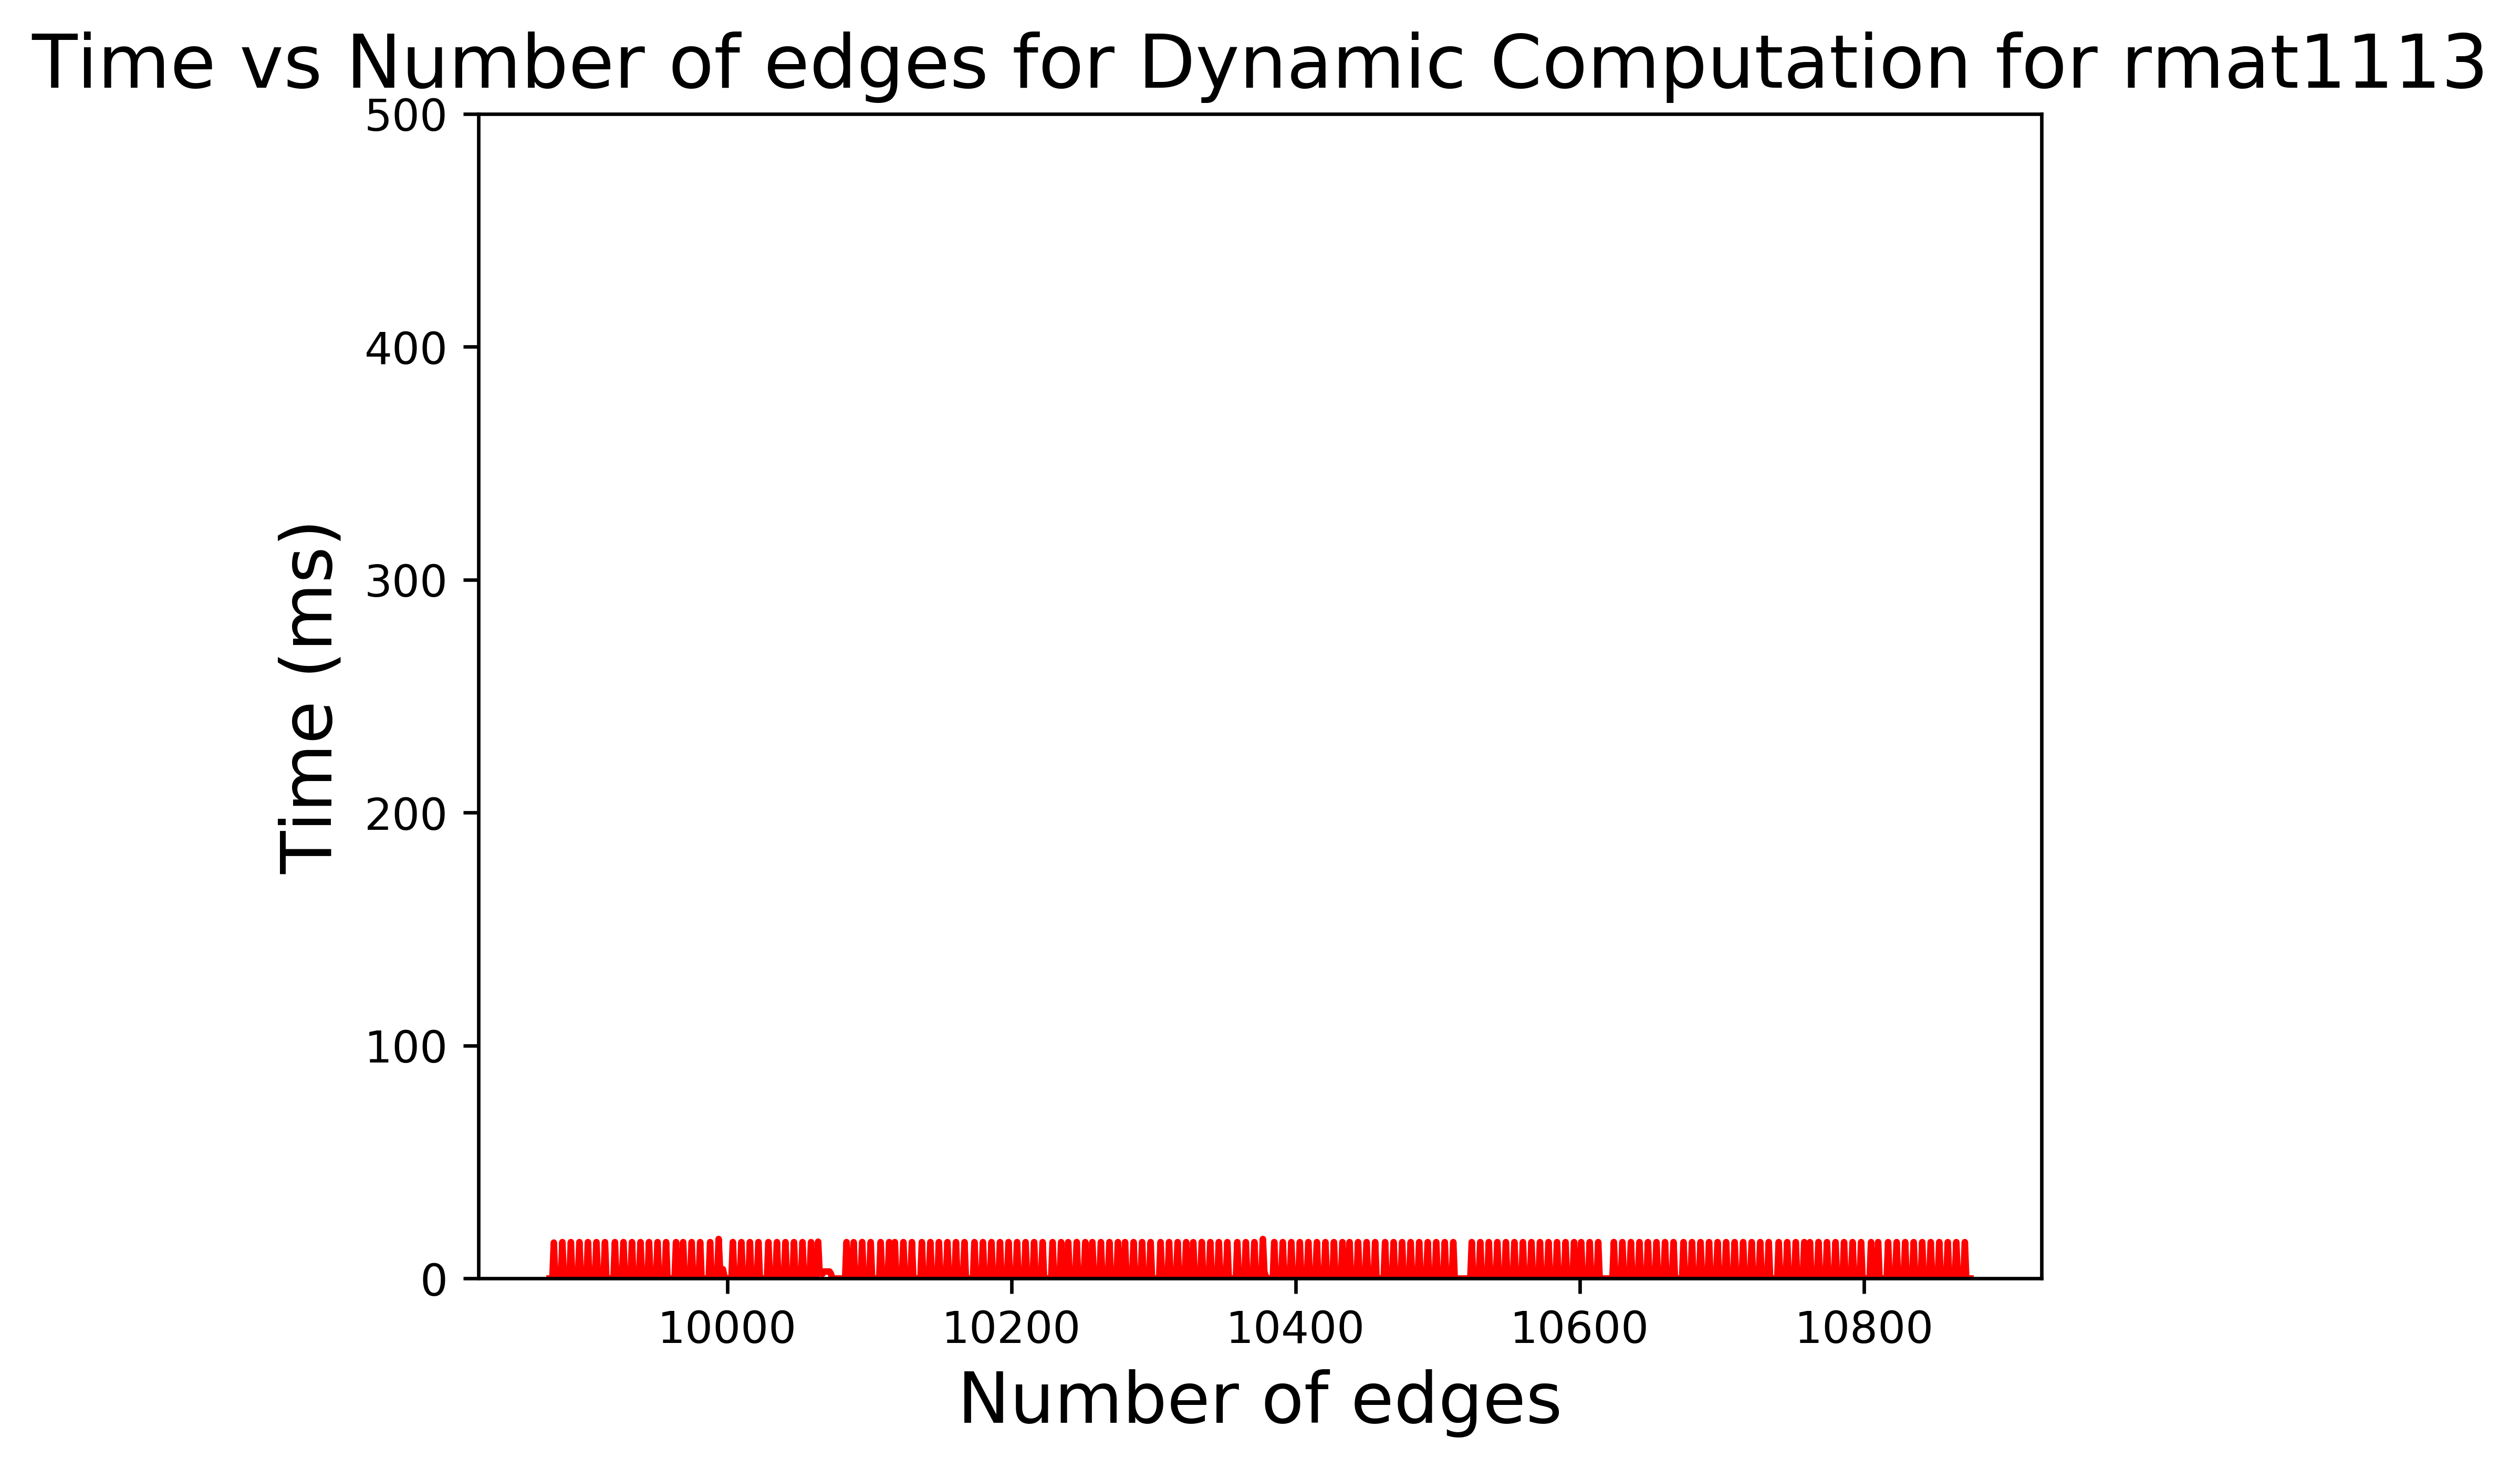 Time vs Number of edges for Dynamic Computation for rmat1113
500
400
300
200
100
0
Time (ms)
10000 10200 10400 10600 10800
Number of edges